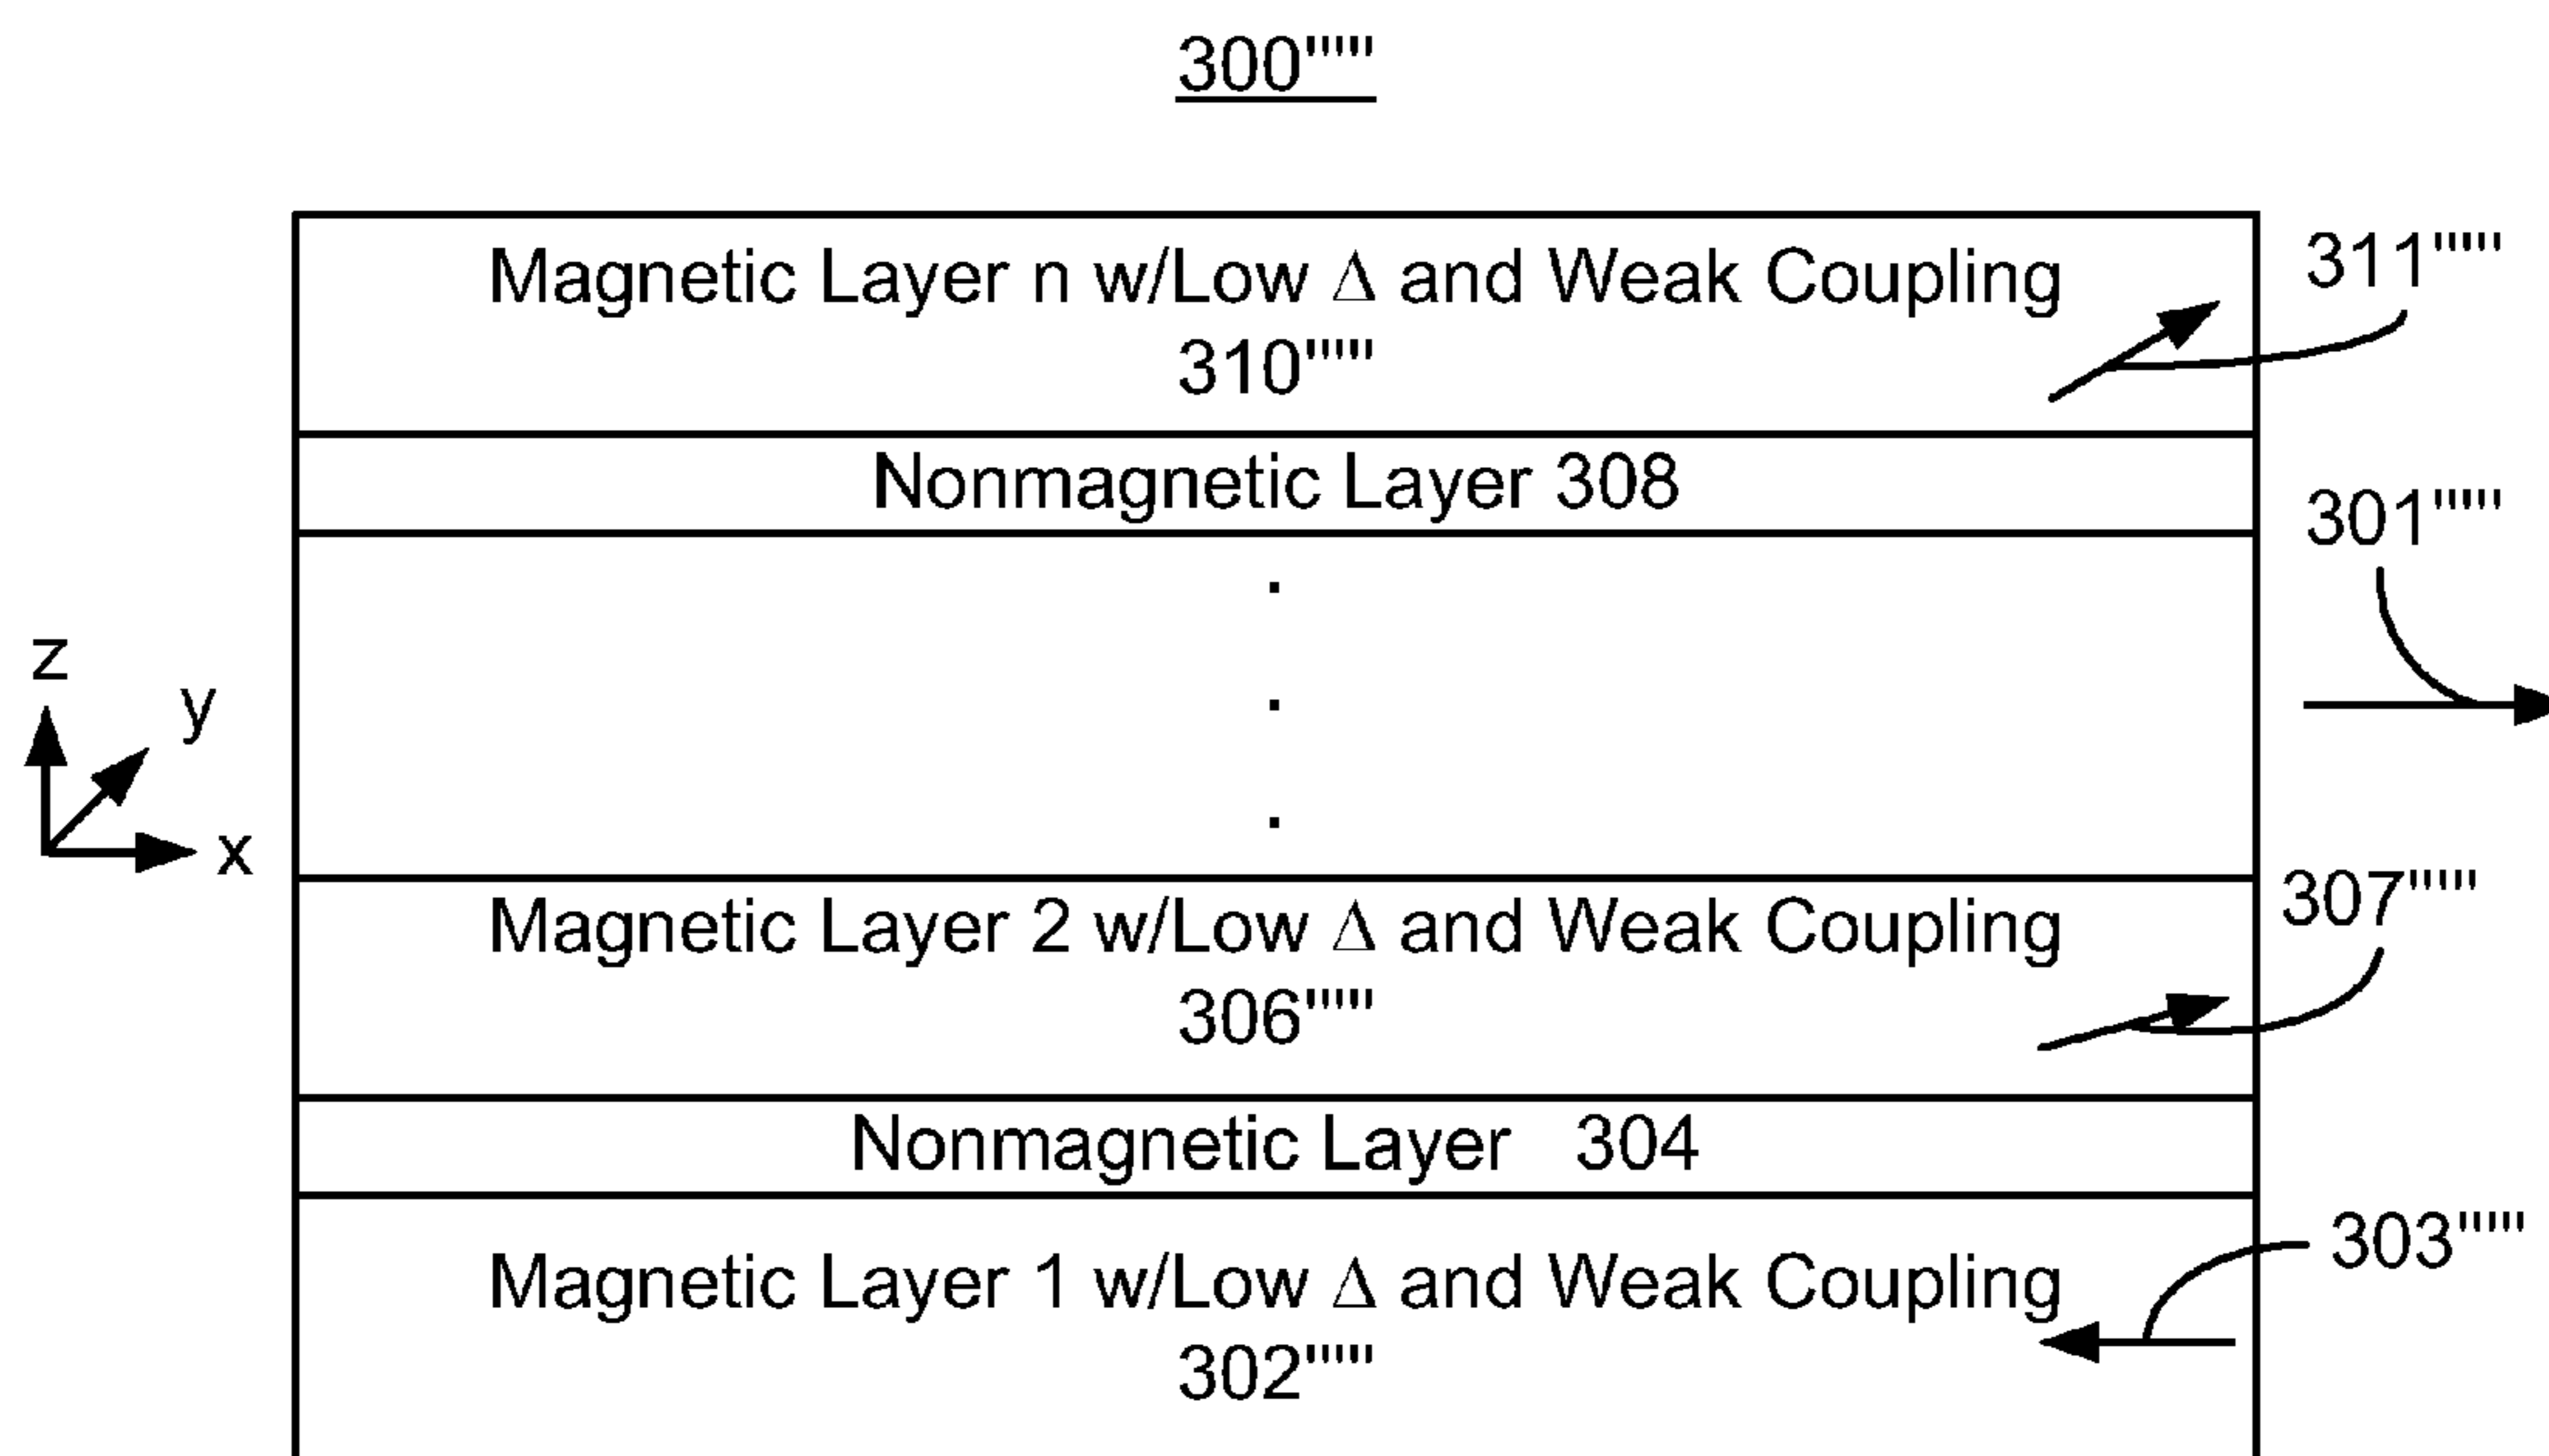 300'''''
Magnetic Layer n w/Low Δ and Weak Coupling
310'''''
311'''''
Nonmagnetic Layer 308
301'''''
.
.
.
z
y
x
Magnetic Layer 2 w/Low Δ and Weak Coupling
306'''''
307'''''
Nonmagnetic Layer 304
303'''''
Magnetic Layer 1 w/Low Δ and Weak Coupling
302'''''